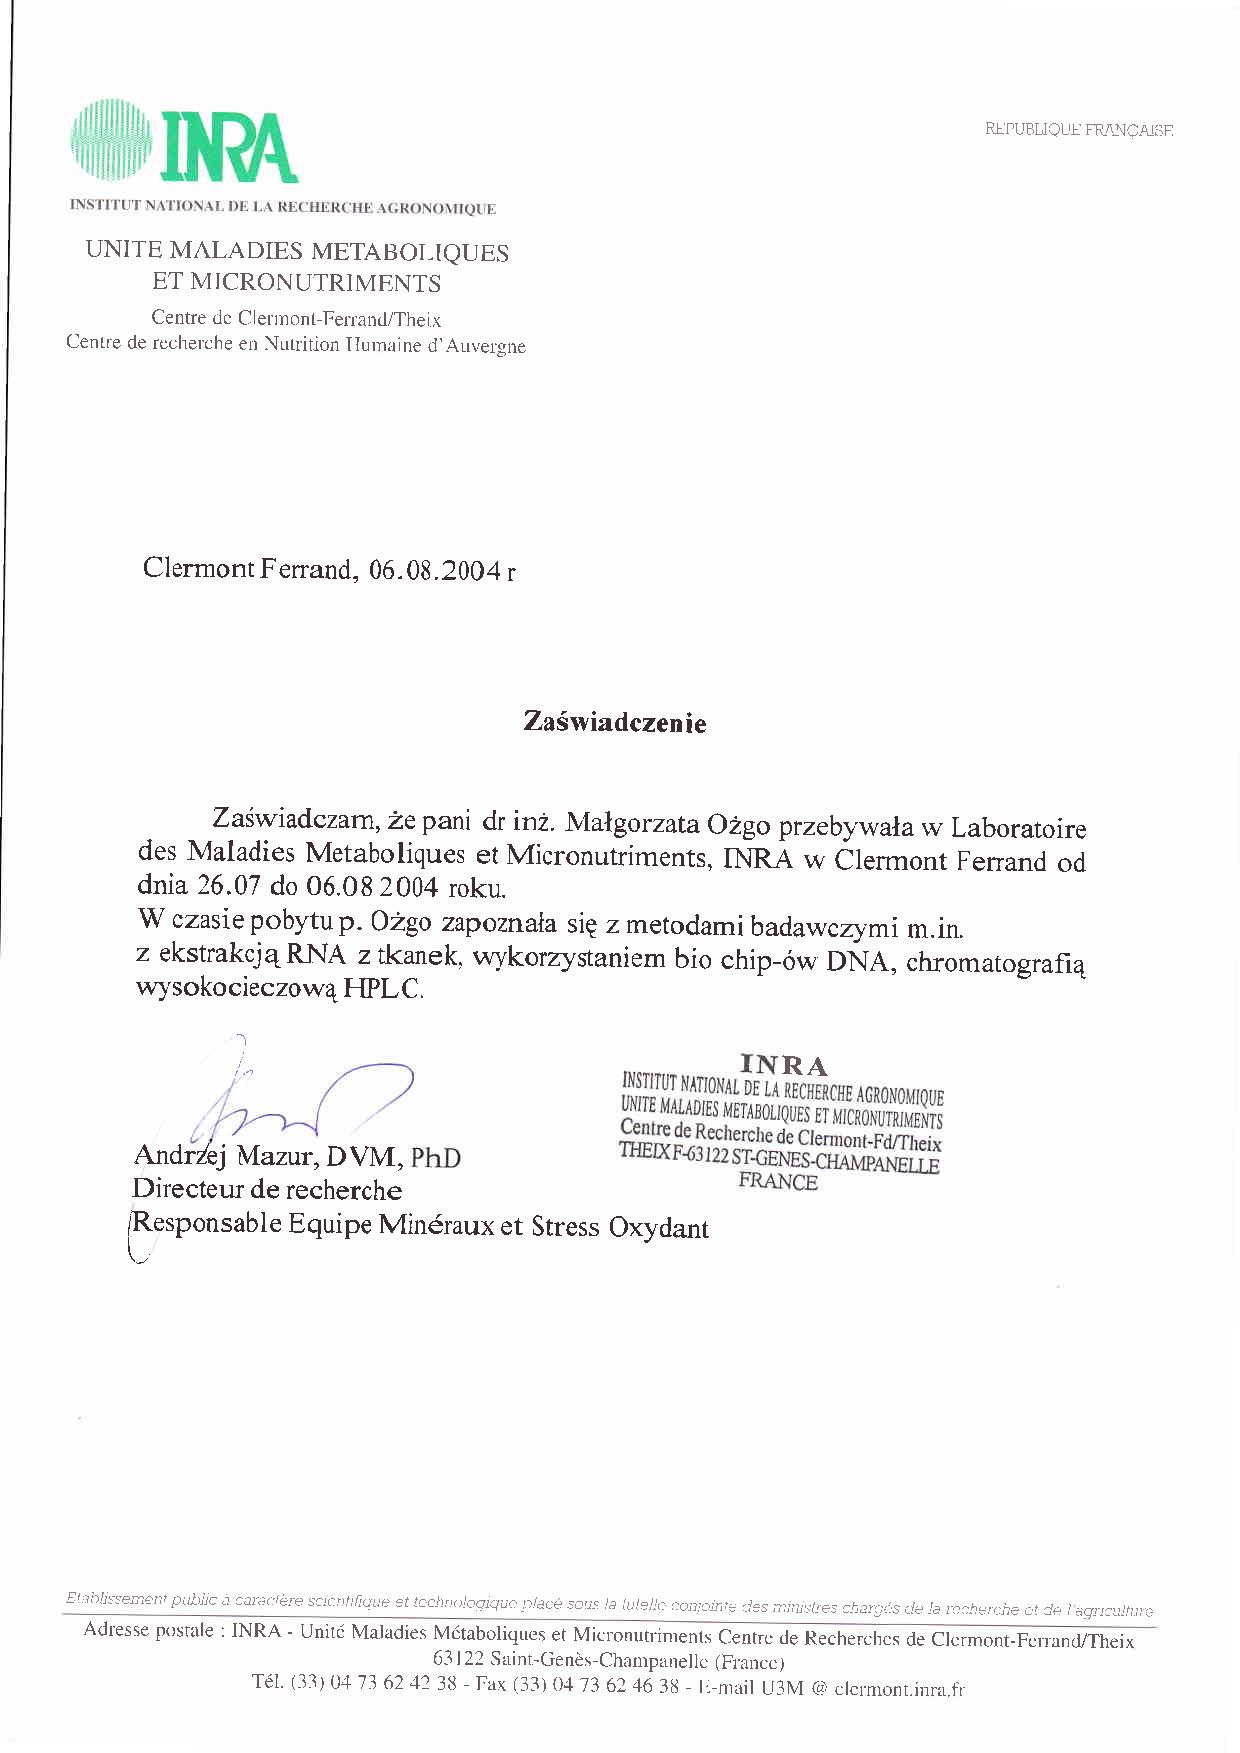 INRA
REPUBLIQUE FRANÇAISE
INSTITUT NATIONAL DE LA RECHERCHE AGRONOMIQUE
UNITE MALADIES METABOLIQUES
ET MICRONUTRIMENTS
Centre de Clermont-Ferrand/Theix
Centre de recherche en Nutrition Humaine d'Auvergne
Clermont Ferrand, 06.08.2004 r
Zaświadczenie
Zaświadczam, że pani dr inż. Małgorzata Ożgo przebywała w Laboratoire
des Maladies Metaboliques et Micronutriments, INRA w Clermont Ferrand od
dnia 26.07 do 06.08 2004 roku.
W czasie pobytu p. Ożgo zapoznała się z metodami badawczymi m.in.
z ekstrakcją RNA z tkanek, wykorzystaniem bio chip-ów DNA, chromatografią
wysokocieczową HPLC.
INRA
INSTITUT NATIONAL DE LA RECHERCHE AGRONOMIQUE
UNITE MALADIES METABOLIQUES ET MICRONUTRIMENTS
Centre de Recherche de Clermont-Fd/Theix
THEIX F-63122 ST-GENES-CHAMPANELLE
FRANCE
Andrzej Mazur, DVM, PhD
Directeur de recherche
Responsable Equipe Minéraux et Stress Oxydant
Etablissement public à caractère scientifique et technologique placé sous la tutelle conjointe des ministres chargés de la recherche et de l'agriculture
Adresse postale : INRA - Unité Maladies Métaboliques et Micronutriments Centre de Recherches de Clermont-Ferrand/Theix
63122 Saint-Genès-Champanelle (France)
Tél. (33) 04 73 62 42 38 - Fax (33) 04 73 62 46 38 - E-mail U3M @ clermont.inra.fr